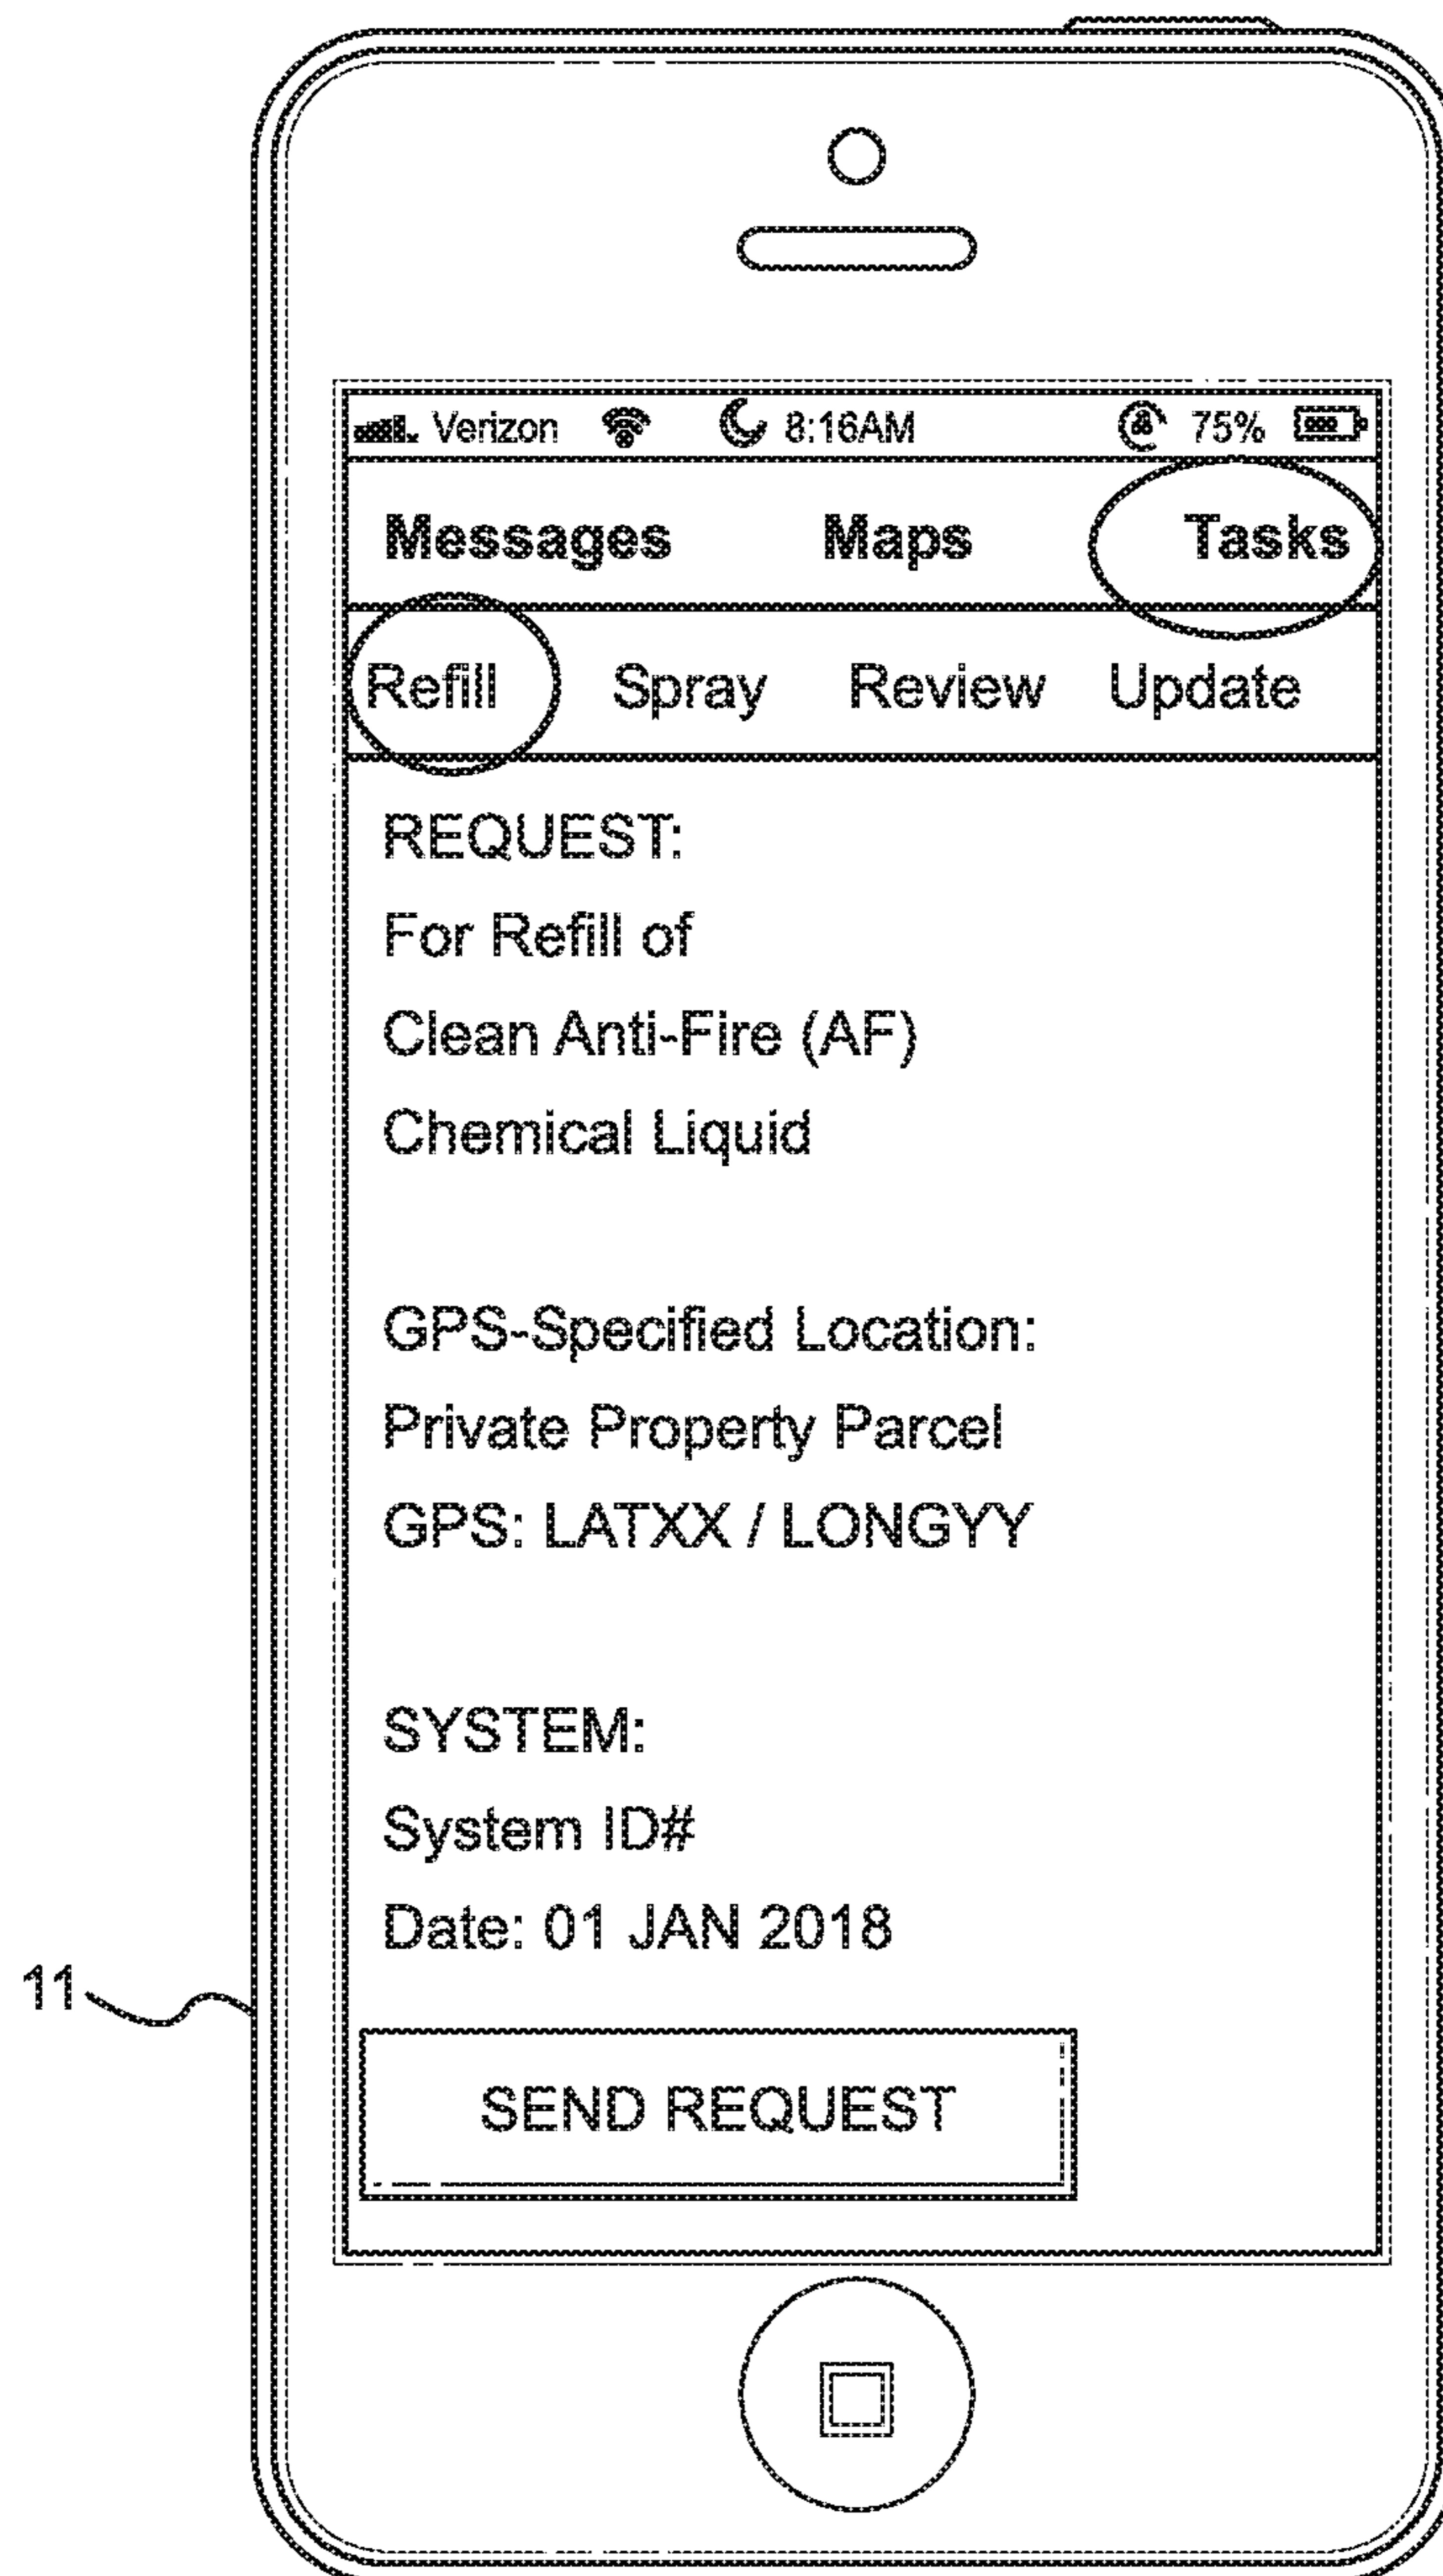 Verizon 8:16AM 75%
Messages Maps Tasks
Refill Spray Review Update
REQUEST:
For Refill of
Clean Anti-Fire (AF)
Chemical Liquid
GPS-Specified Location:
Private Property Parcel
GPS: LATXX / LONGYY
SYSTEM:
System ID#
Date: 01 JAN 2018
11
SEND REQUEST